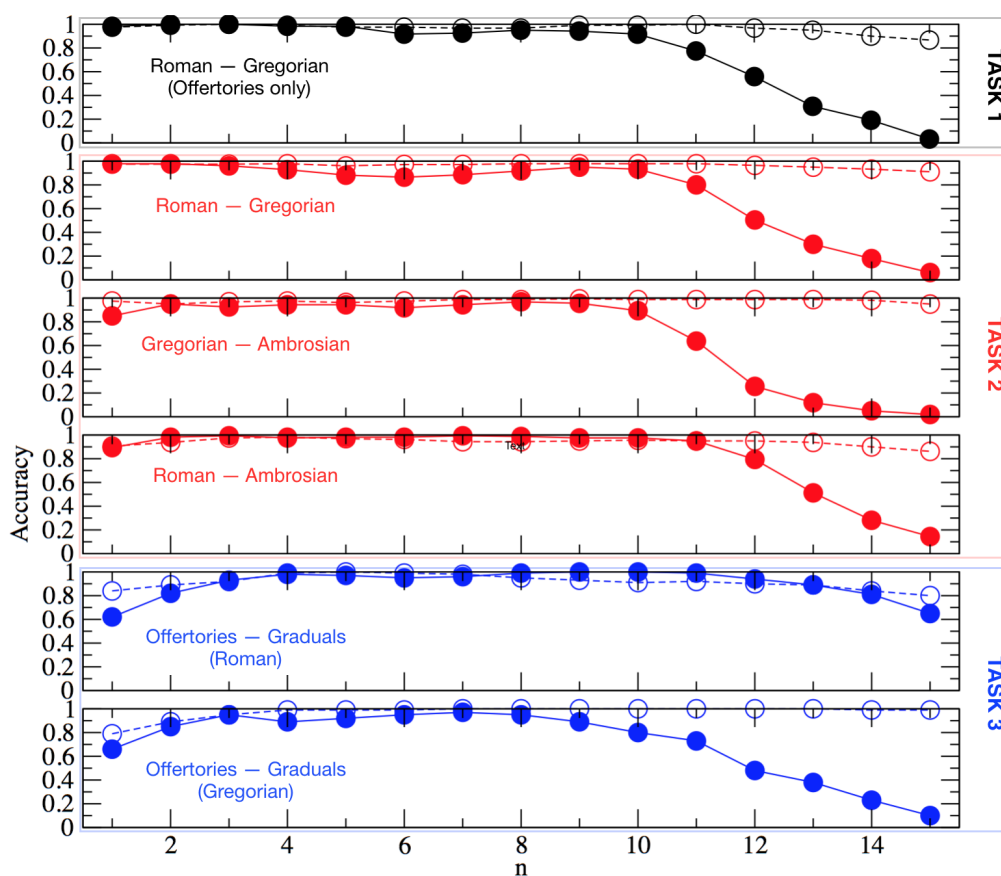 1
0.8
0.6
0.4
0.2
0
Roman — Gregorian
(Offertories only)
TASK 1
1
0.8
0.6
0.4
0.2
0
Roman — Gregorian
1
0.8
0.6
0.4
0.2
0
Gregorian — Ambrosian
TASK 2
1
0.8
0.6
0.4
0.2
0
Text
Roman — Ambrosian
Accuracy
1
0.8
0.6
0.4
0.2
0
Offertories — Graduals
(Roman)
1
0.8
0.6
0.4
0.2
0
Offertories — Graduals
(Gregorian)
TASK 3
2 4 6 8 10 12 14
n